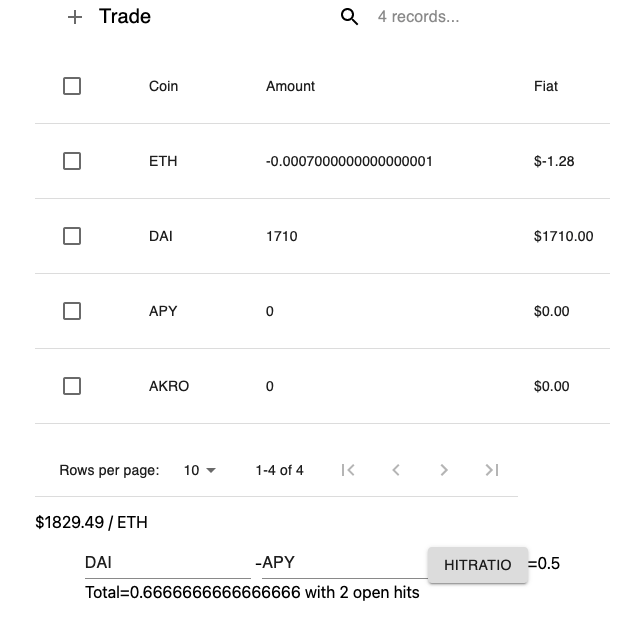 + Trade 4 records...
Coin Amount Fiat
ETH -0.0007000000000000001 $-1.28
DAI 1710 $1710.00
APY 0 $0.00
AKRO 0 $0.00
Rows per page: 10 1-4 of 4
$1829.49 / ETH
DAI -APY HITRATIO =0.5
Total=0.6666666666666666 with 2 open hits